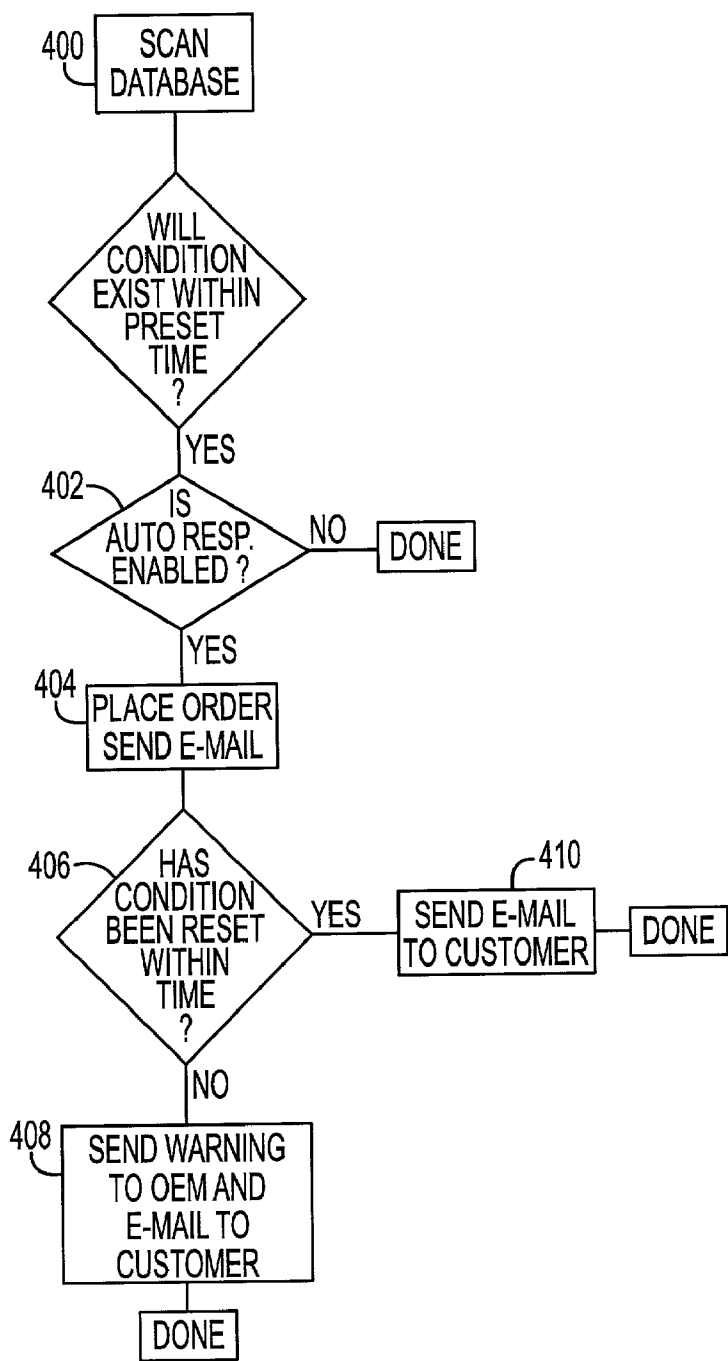 400
SCAN
DATABASE
WILL
CONDITION
EXIST WITHIN
PRESET
TIME
?
YES
402
IS
AUTO RESP.
ENABLED ?
NO
DONE
YES
404
PLACE ORDER
SEND E-MAIL
406
HAS
CONDITION
BEEN RESET
WITHIN
TIME
?
YES
410
SEND E-MAIL
TO CUSTOMER
DONE
NO
408
SEND WARNING
TO OEM AND
E-MAIL TO
CUSTOMER
DONE